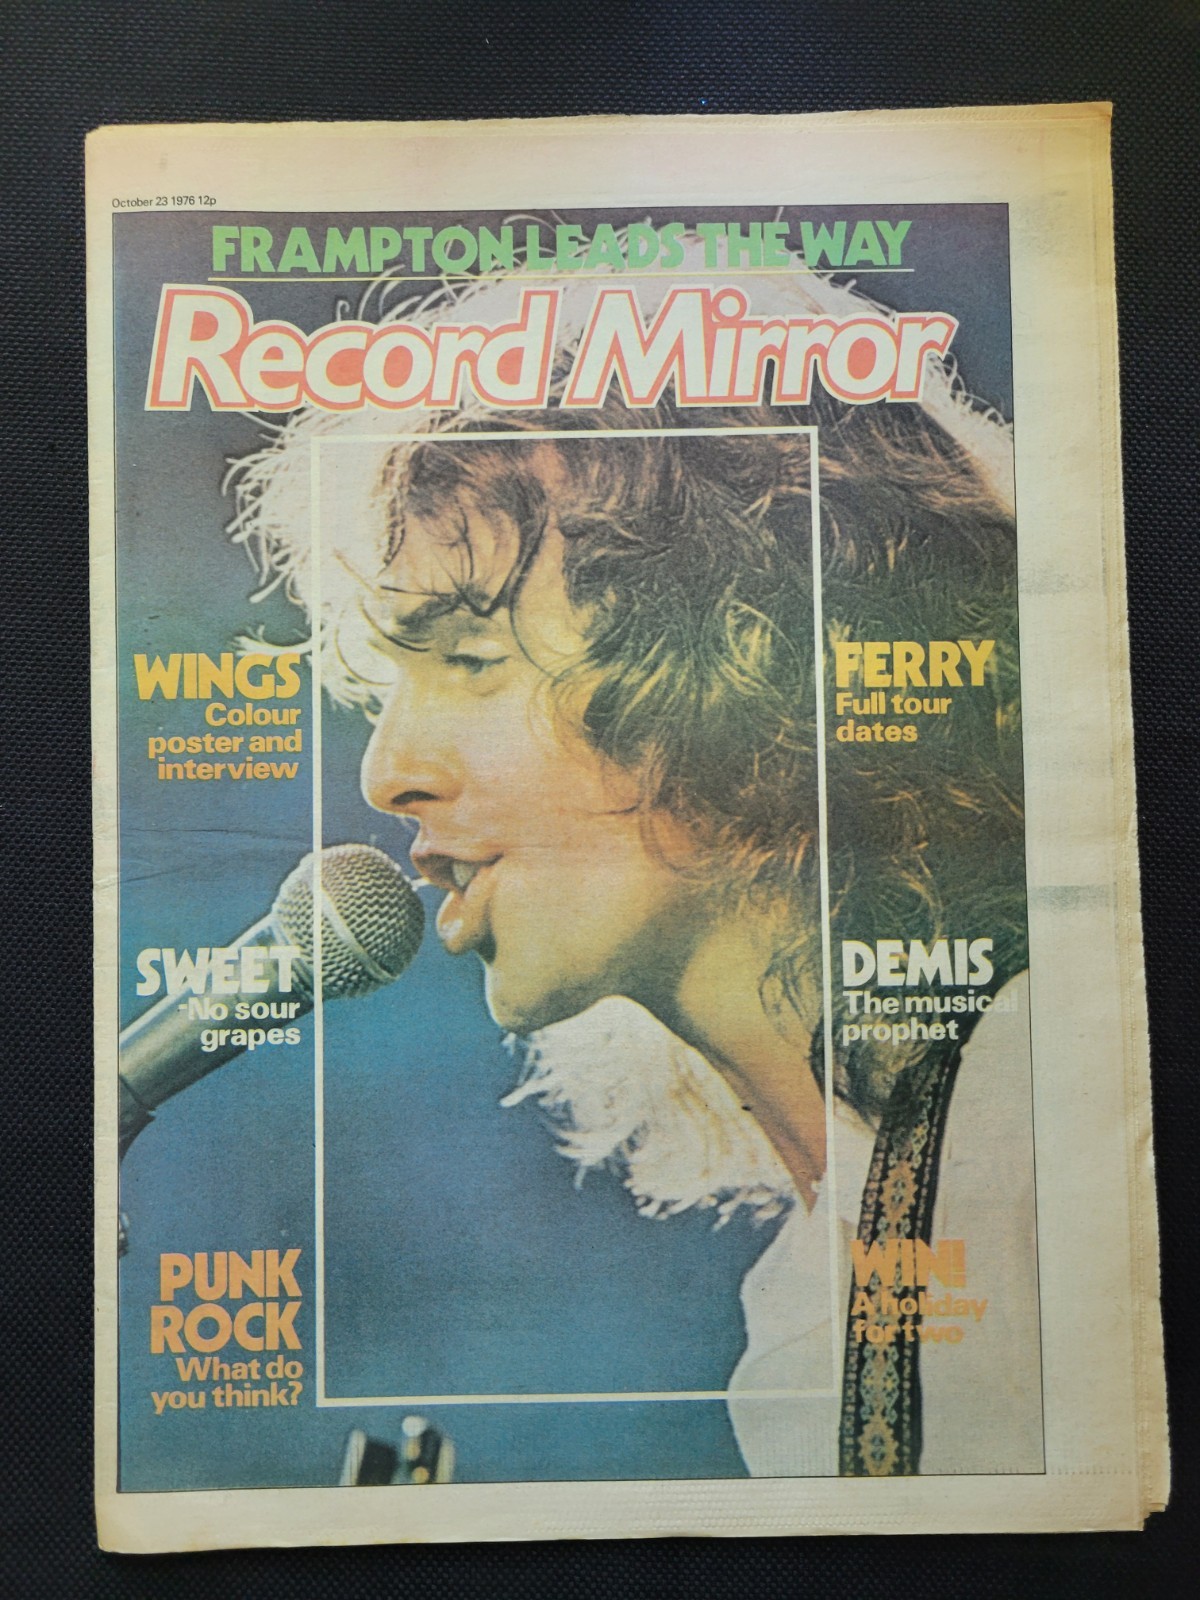 October 23 1976 12p
FRAMPTON LEADS THE WAY
Record Mirror
WINGS
Colour
poster and
interview
FERRY
Full tour
dates
SWEET
No sour
grapes
DEMIS
The musical
prophet
PUNK
ROCK
What do
you think?
WIN!
A holiday
for two